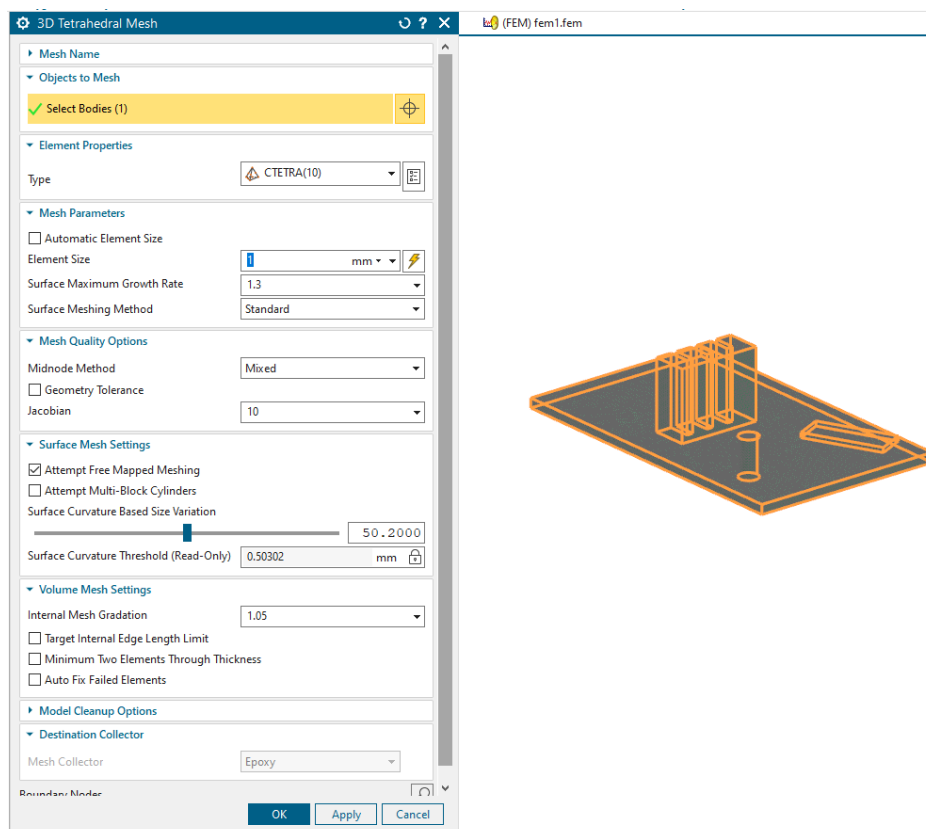 3D Tetrahedral Mesh
(FEM) fem1.fem
Mesh Name
Objects to Mesh
Select Bodies (1)
Element Properties
Type CTETRA(10)
Mesh Parameters
Automatic Element Size
Element Size 1 mm
Surface Maximum Growth Rate 1.3
Surface Meshing Method Standard
Mesh Quality Options
Midnode Method Mixed
Geometry Tolerance
Jacobian 10
Surface Mesh Settings
Attempt Free Mapped Meshing
Attempt Multi-Block Cylinders
Surface Curvature Based Size Variation
50.2000
Surface Curvature Threshold (Read-Only) 0.50302 mm
Volume Mesh Settings
Internal Mesh Gradation 1.05
Target Internal Edge Length Limit
Minimum Two Elements Through Thickness
Auto Fix Failed Elements
Model Cleanup Options
Destination Collector
Mesh Collector Epoxy
Boundary Nodes
OK Apply Cancel